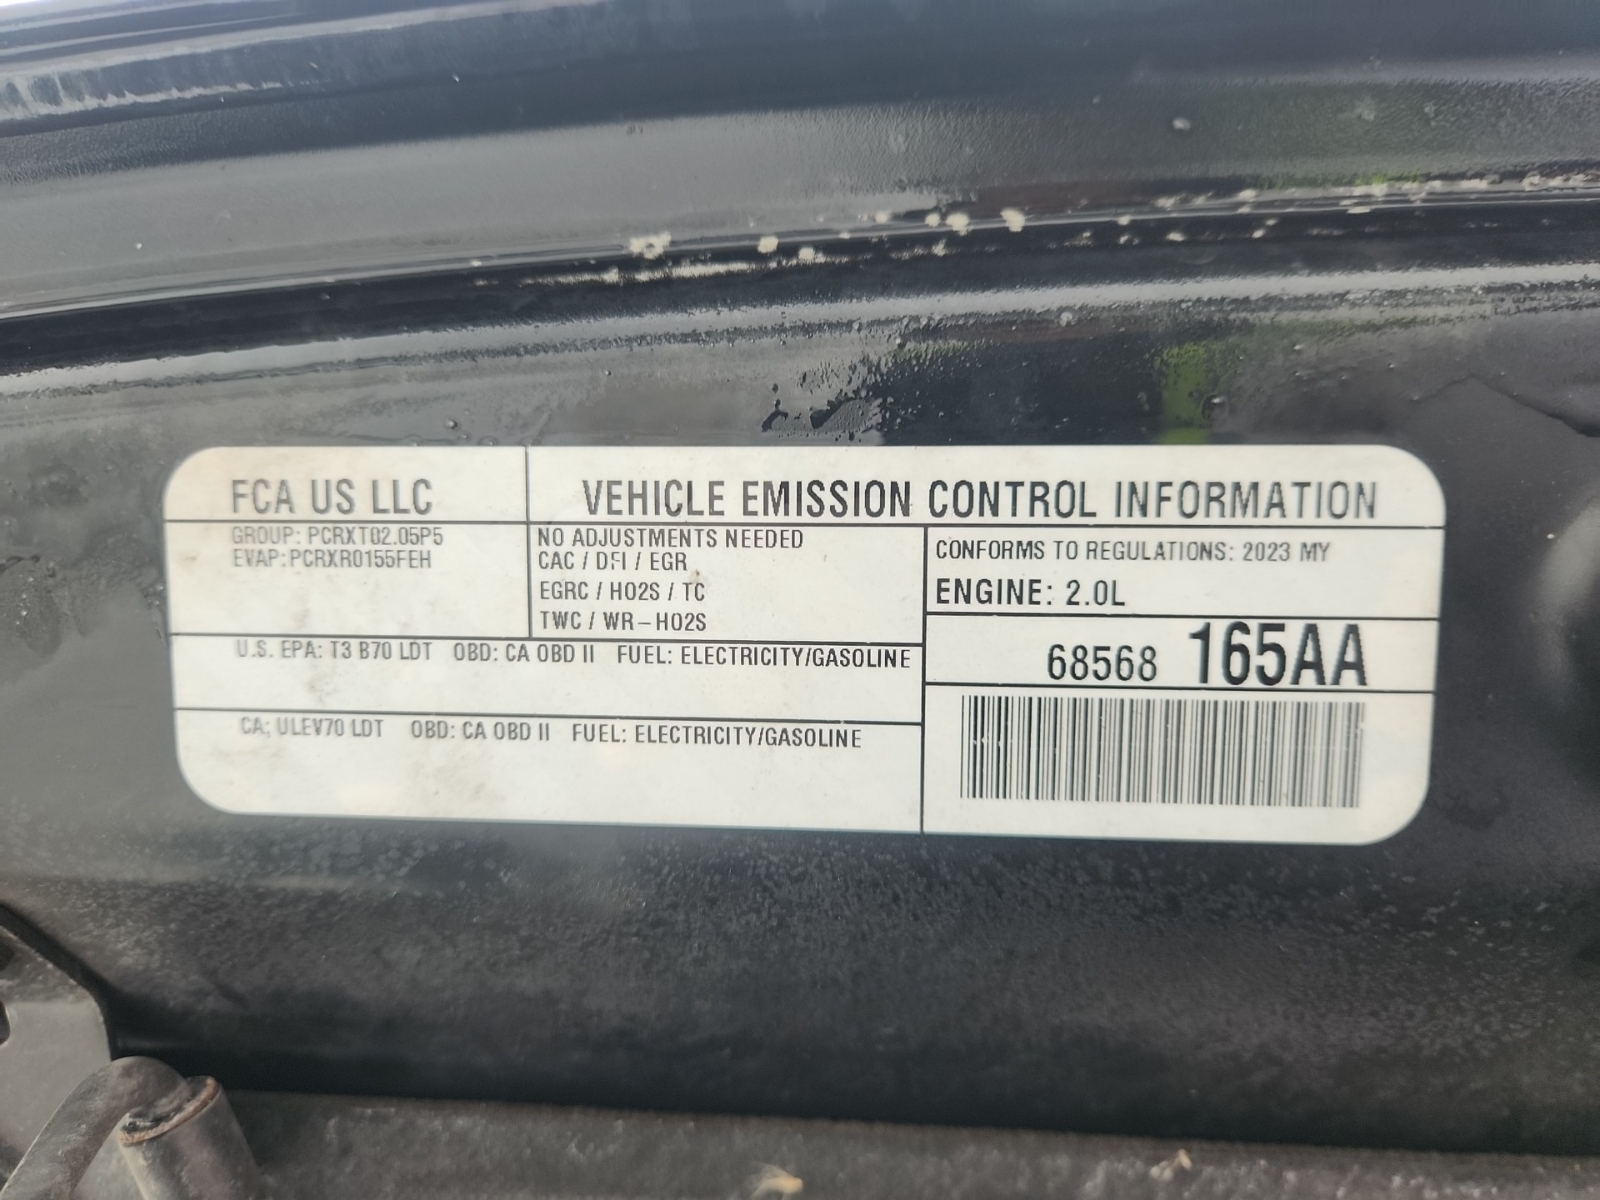 FCA US LLC
VEHICLE EMISSION CONTROL INFORMATION
GROUP: PCRXT02.05P5
EVAP: PCRXR0155FEH
NO ADJUSTMENTS NEEDED
CAC / DFI / EGR
EGRC / HO2S / TC
TWC / WR-HO2S
CONFORMS TO REGULATIONS: 2023 MY
ENGINE: 2.0L
68568 165AA
U.S. EPA: T3 B70 LDT OBD: CA OBD II FUEL: ELECTRICITY/GASOLINE
CA: ULEV70 LDT OBD: CA OBD II FUEL: ELECTRICITY/GASOLINE